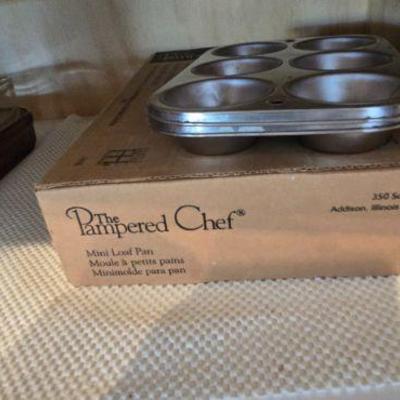 The
Pampered Chef®
Mini Loaf Pan
Moule à petits pains
Minimolde para pan
350 S
Addison, Illinois